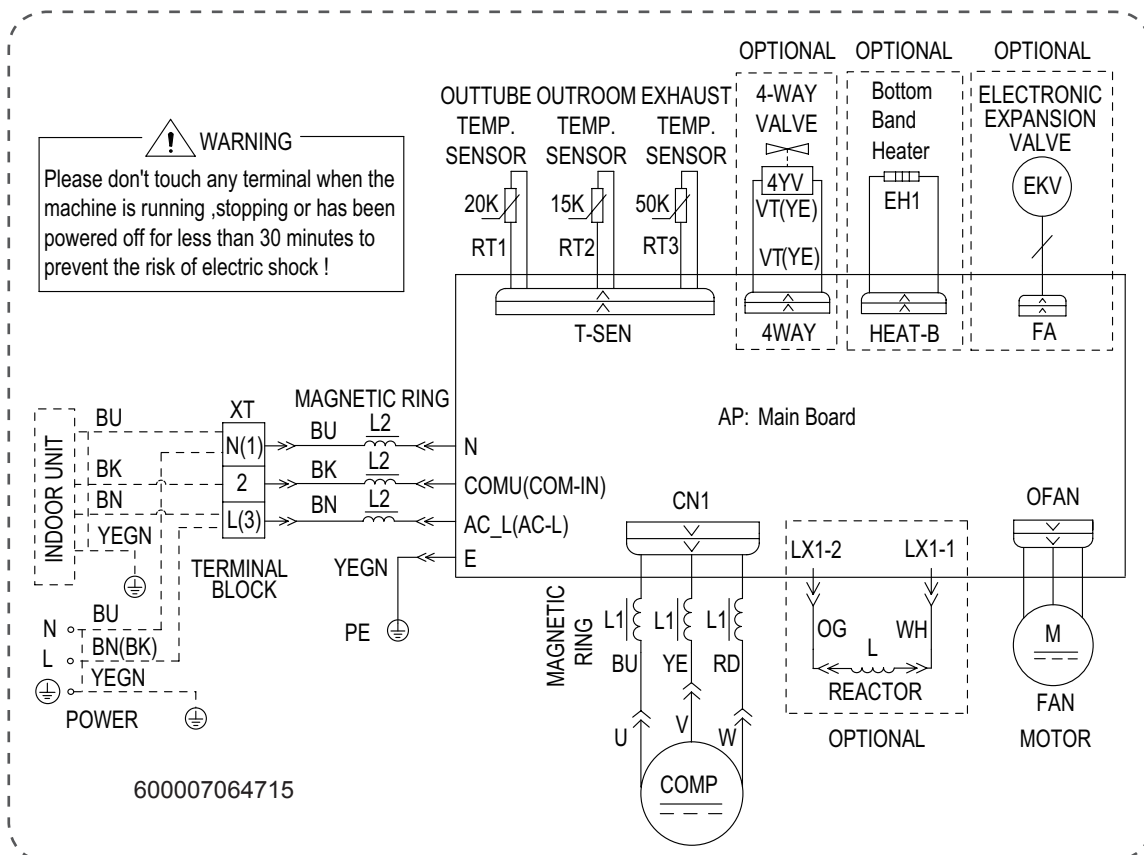 OPTIONAL OPTIONAL OPTIONAL
OUTTUBE TEMP. SENSOR
OUTROOM TEMP. SENSOR
EXHAUST TEMP. SENSOR
4-WAY
VALVE
Bottom
Band
Heater
ELECTRONIC
EXPANSION
VALVE
WARNING
Please don't touch any terminal when the
machine is running ,stopping or has been
powered off for less than 30 minutes to
prevent the risk of electric shock !
20K 15K 50K
RT1 RT2 RT3
4YV
VT(YE)
VT(YE)
EH1
EKV
T-SEN
4WAY
HEAT-B
FA
AP: Main Board
INDOOR UNIT
BU
BK
BN
YEGN
XT
N(1)
2
L(3)
TERMINAL
BLOCK
MAGNETIC RING
BU L2
BK L2
BN L2
YEGN
PE
N
COMU(COM-IN)
AC_L(AC-L)
E
N
L
BU
BN(BK)
YEGN
POWER
CN1
MAGNETIC
RING
L1 L1 L1
BU YE RD
U V W
COMP
LX1-2 LX1-1
OG WH
L
REACTOR
OPTIONAL
OFAN
M
FAN
MOTOR
600007064715